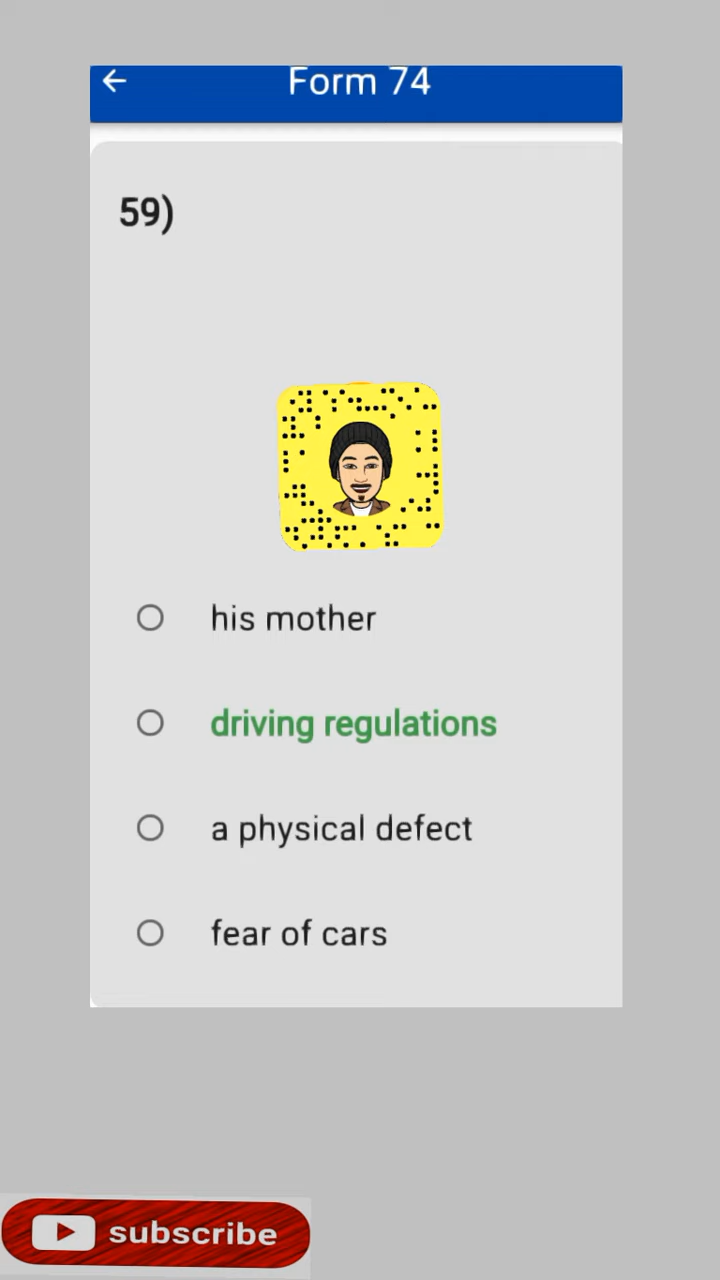 Form 74
59)
his mother
driving regulations
a physical defect
fear of cars
subscribe